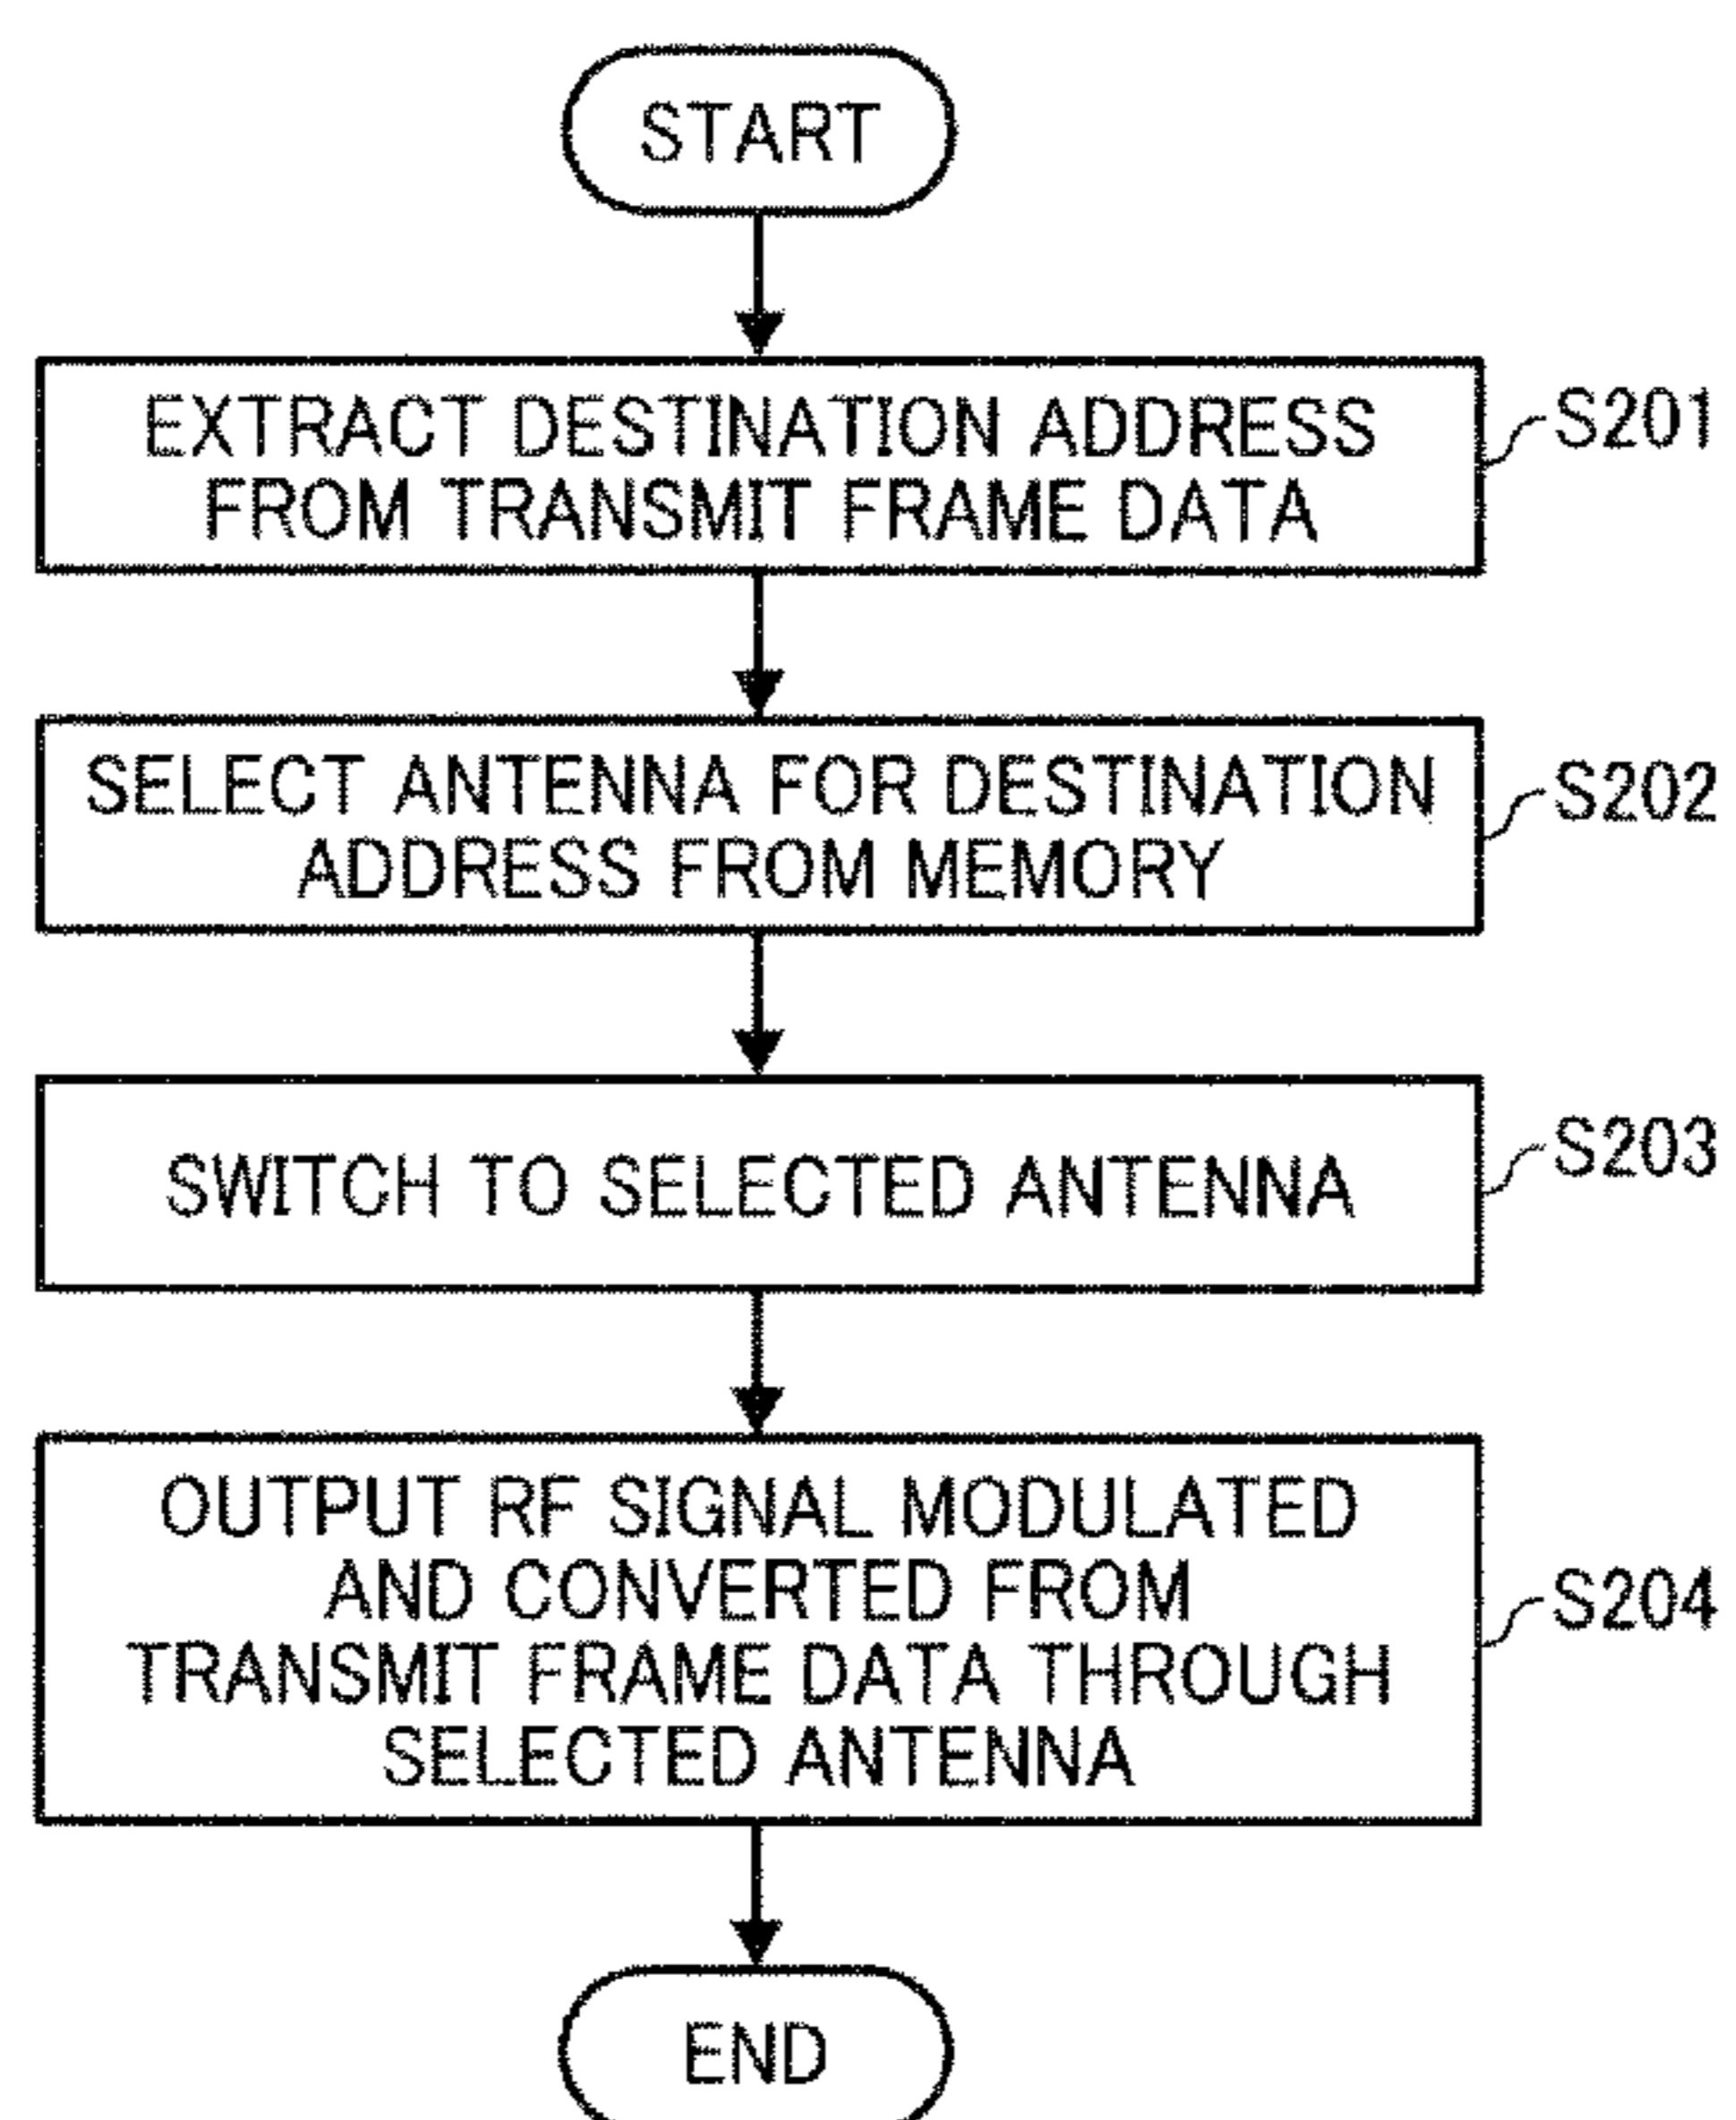 START
EXTRACT DESTINATION ADDRESS
FROM TRANSMIT FRAME DATA
S201
SELECT ANTENNA FOR DESTINATION
ADDRESS FROM MEMORY
S202
SWITCH TO SELECTED ANTENNA
S203
OUTPUT RF SIGNAL MODULATED
AND CONVERTED FROM
TRANSMIT FRAME DATA THROUGH
SELECTED ANTENNA
S204
END